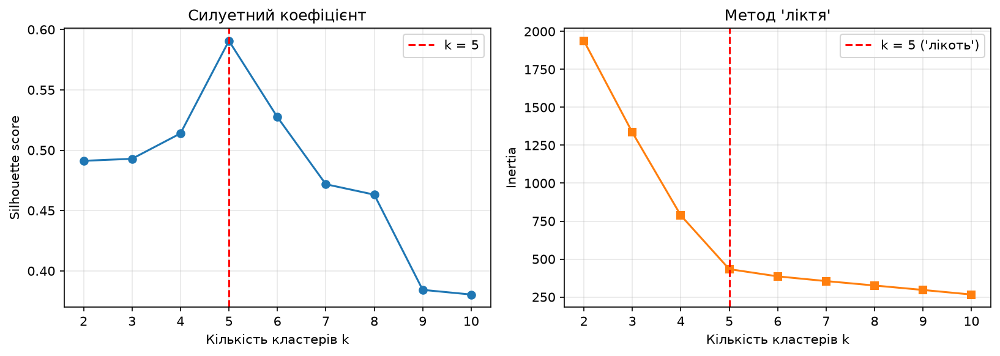 Силуетний коефіцієнт
Silhouette score
0.60
0.55
0.50
0.45
0.40
k = 5
2 3 4 5 6 7 8 9 10
Кількість кластерів k
Метод 'ліктя'
Inertia
2000
1750
1500
1250
1000
750
500
250
k = 5 ('лікоть')
2 3 4 5 6 7 8 9 10
Кількість кластерів k